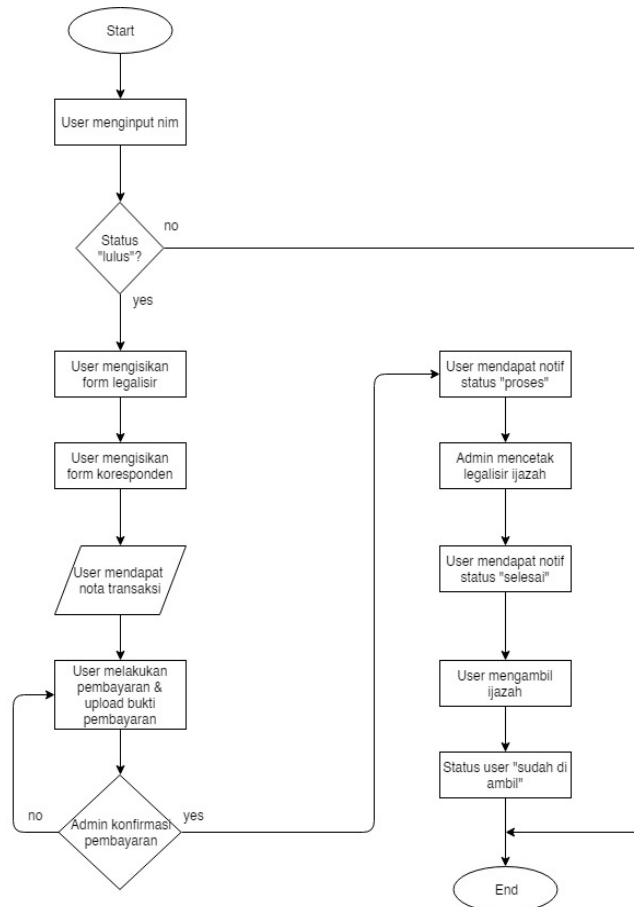 Start
User menginput nim
no
Status
"lulus"?
yes
User mengisikan
form legalisir
User mengisikan
form koresponden
User mendapat
nota transaksi
User melakukan
pembayaran &
upload bukti
pembayaran
no
Admin konfirmasi
pembayaran
yes
User mendapat notif
status "proses"
Admin mencetak
legalisir ijazah
User mendapat notif
status "selesai"
User mengambil
ijazah
Status user "sudah di
ambil"
End